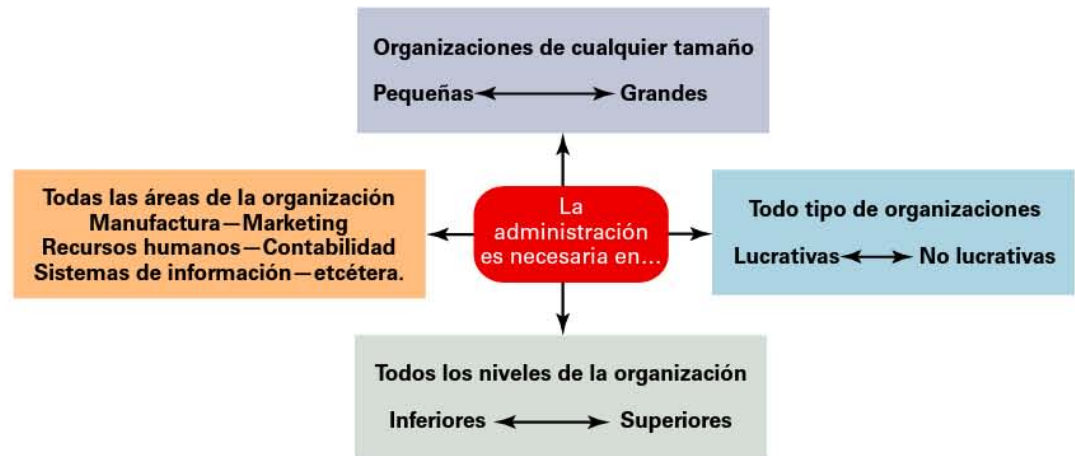 Organizaciones de cualquier tamaño
Pequeñas Grandes
Todas las áreas de la organización
Manufactura—Marketing
Recursos humanos—Contabilidad
Sistemas de información—etcétera.
La
administración
es necesaria en...
Todo tipo de organizaciones
Lucrativas No lucrativas
Todos los niveles de la organización
Inferiores Superiores